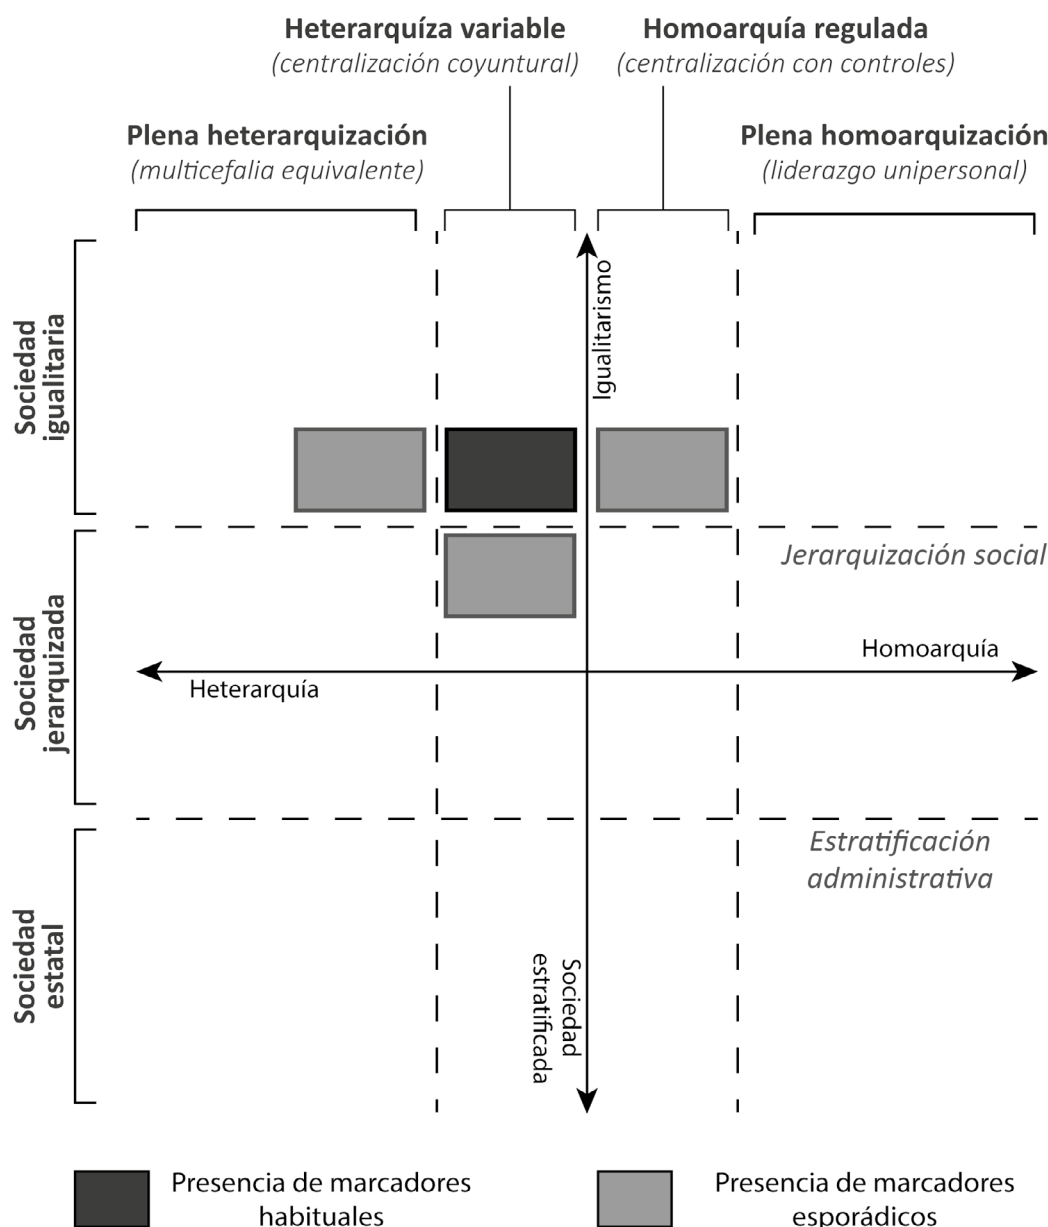 Heterarquíza variable
(centralización coyuntural)
Homoarquía regulada
(centralización con controles)
Plena heterarquización
(multicefalia equivalente)
Plena homoarquización
(liderazgo unipersonal)
Sociedad
igualitaria
Igualitarismo
Jerarquización social
Sociedad
jerarquizada
Homoarquía
Heterarquía
Estratificación
administrativa
Sociedad
estatal
Sociedad
estratificada
Presencia de marcadores
habituales
Presencia de marcadores
esporádicos